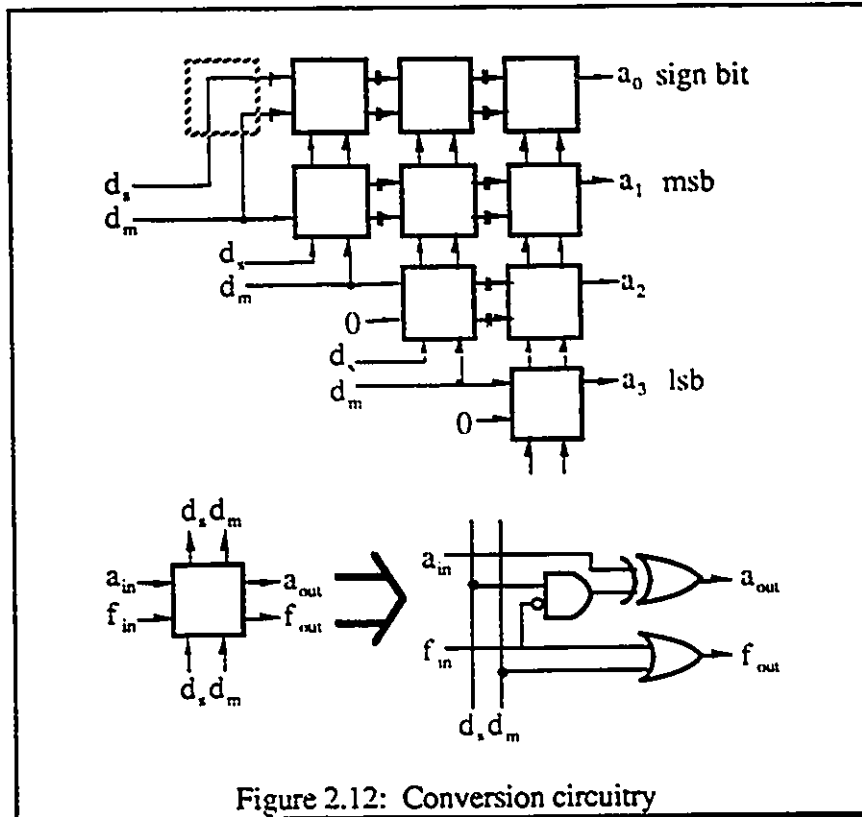 a₀ sign bit
dₛ
dₘ
a₁ msb
dₛ
dₘ
a₂
0
dₛ
dₘ
a₃ lsb
0
dₛ dₘ
aᵢₙ
aₒᵤₜ
fᵢₙ
fₒᵤₜ
dₛ dₘ
aᵢₙ
aₒᵤₜ
fᵢₙ
fₒᵤₜ
dₛ dₘ
Figure 2.12: Conversion circuitry